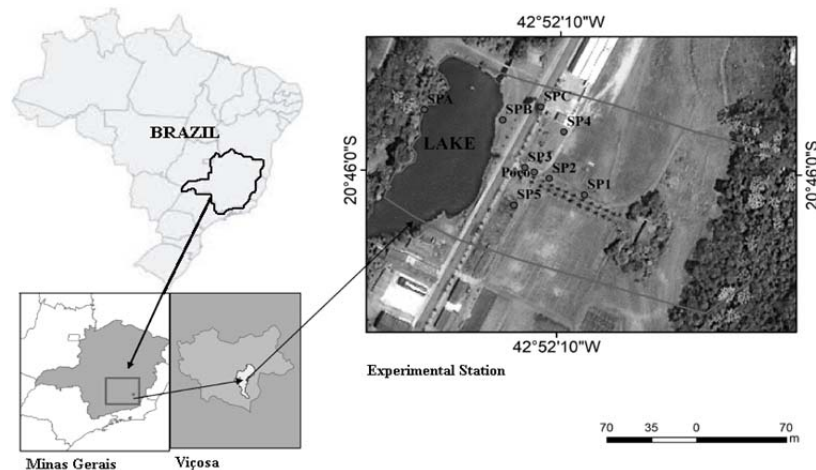 BRAZIL
42°52'10"W
20°46'0"S
20°46'0"S
SPA
SPB
SPC
SP4
LAKE
SP3
Poço
SP2
SP1
SP5
42°52'10"W
Experimental Station
Minas Gerais
Viçosa
70 35 0 70
m